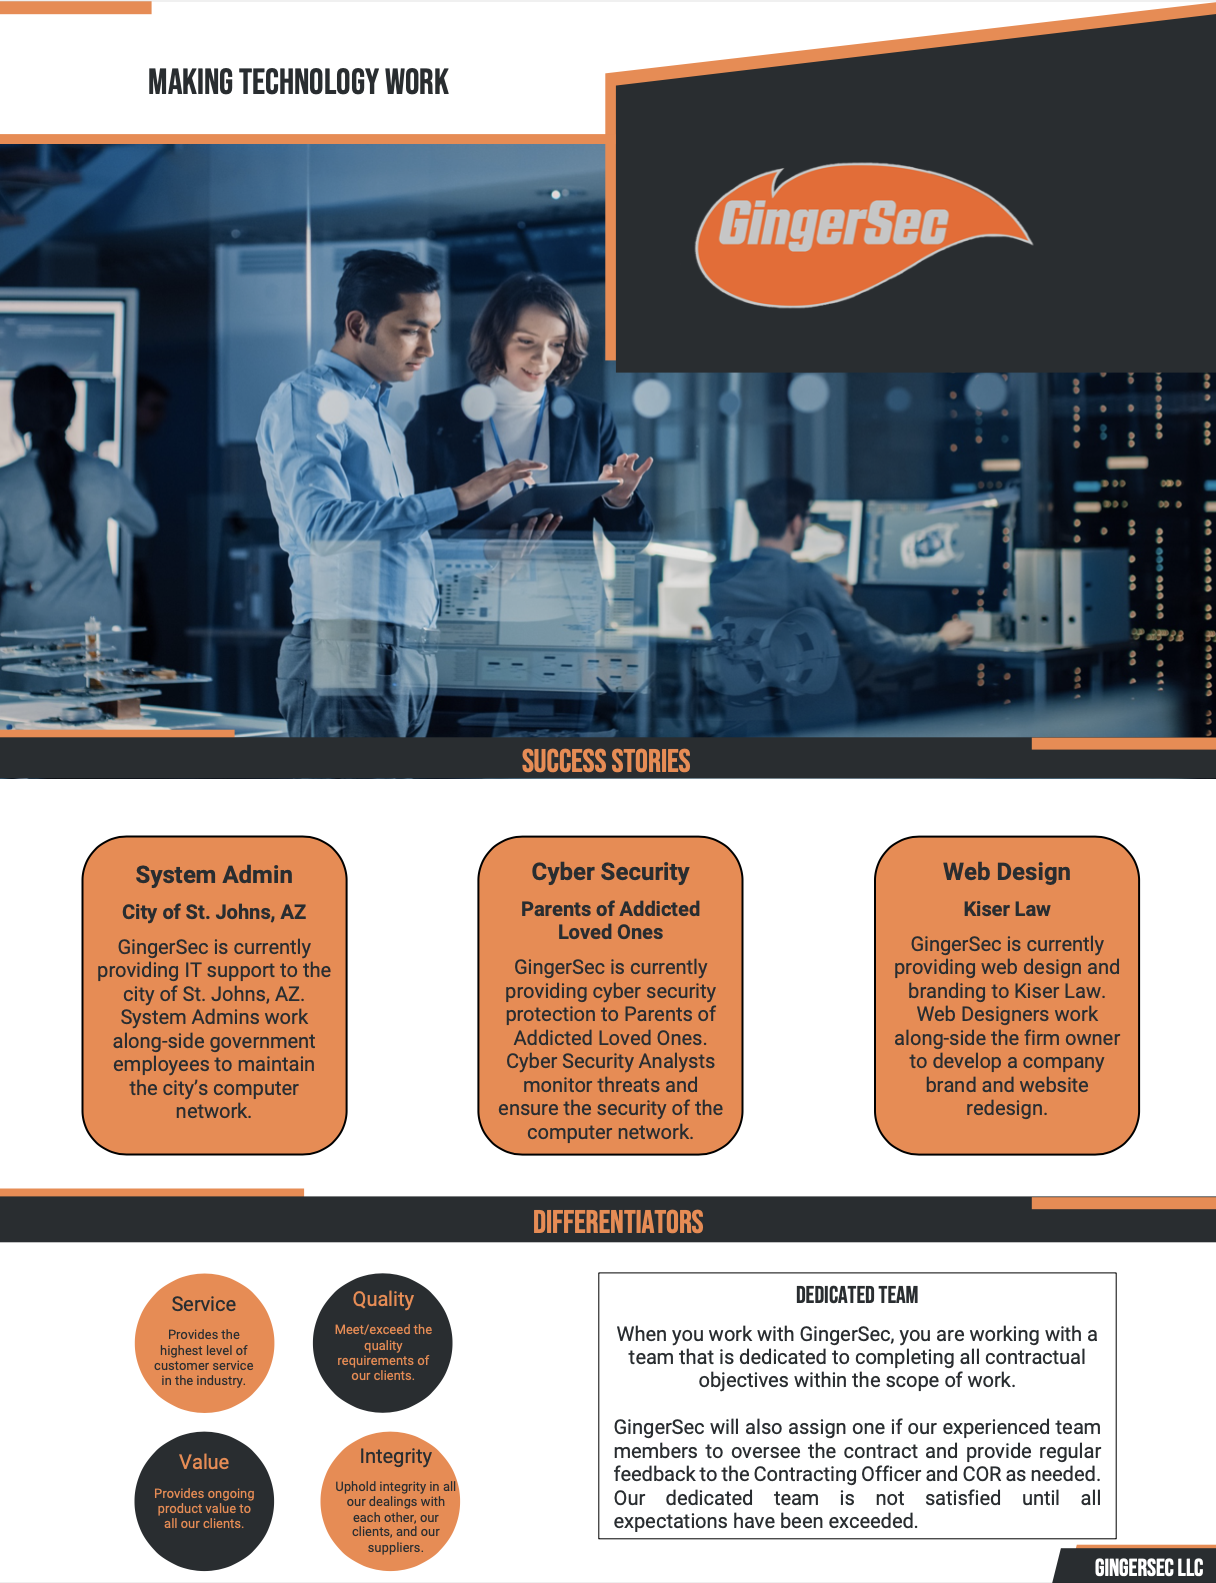 MAKING TECHNOLOGY WORK
GingerSec
SUCCESS STORIES
System Admin
City of St. Johns, AZ
GingerSec is currently
providing IT support to the
city of St. Johns, AZ.
System Admins work
along-side government
employees to maintain
the city’s computer
network.
Cyber Security
Parents of Addicted
Loved Ones
GingerSec is currently
providing cyber security
protection to Parents of
Addicted Loved Ones.
Cyber Security Analysts
monitor threats and
ensure the security of the
computer network.
Web Design
Kiser Law
GingerSec is currently
providing web design and
branding to Kiser Law.
Web Designers work
along-side the firm owner
to develop a company
brand and website
redesign.
DIFFERENTIATORS
Service
Provides the
highest level of
customer service
in the industry.
Quality
Meet/exceed the
quality
requirements of
our clients.
Value
Provides ongoing
product value to
all our clients.
Integrity
Uphold integrity in all
our dealings with
each other, our
clients, and our
suppliers.
DEDICATED TEAM
When you work with GingerSec, you are working with a
team that is dedicated to completing all contractual
objectives within the scope of work.
GingerSec will also assign one if our experienced team
members to oversee the contract and provide regular
feedback to the Contracting Officer and COR as needed.
Our dedicated team is not satisfied until all
expectations have been exceeded.
GINGERSEC LLC